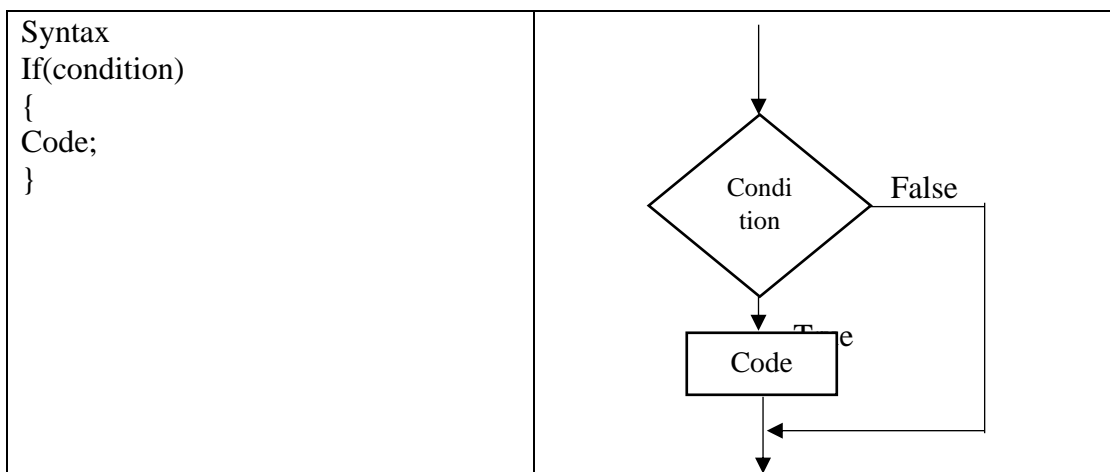 Syntax
If(condition)
{
Code;
}
Condi
tion
False
Code